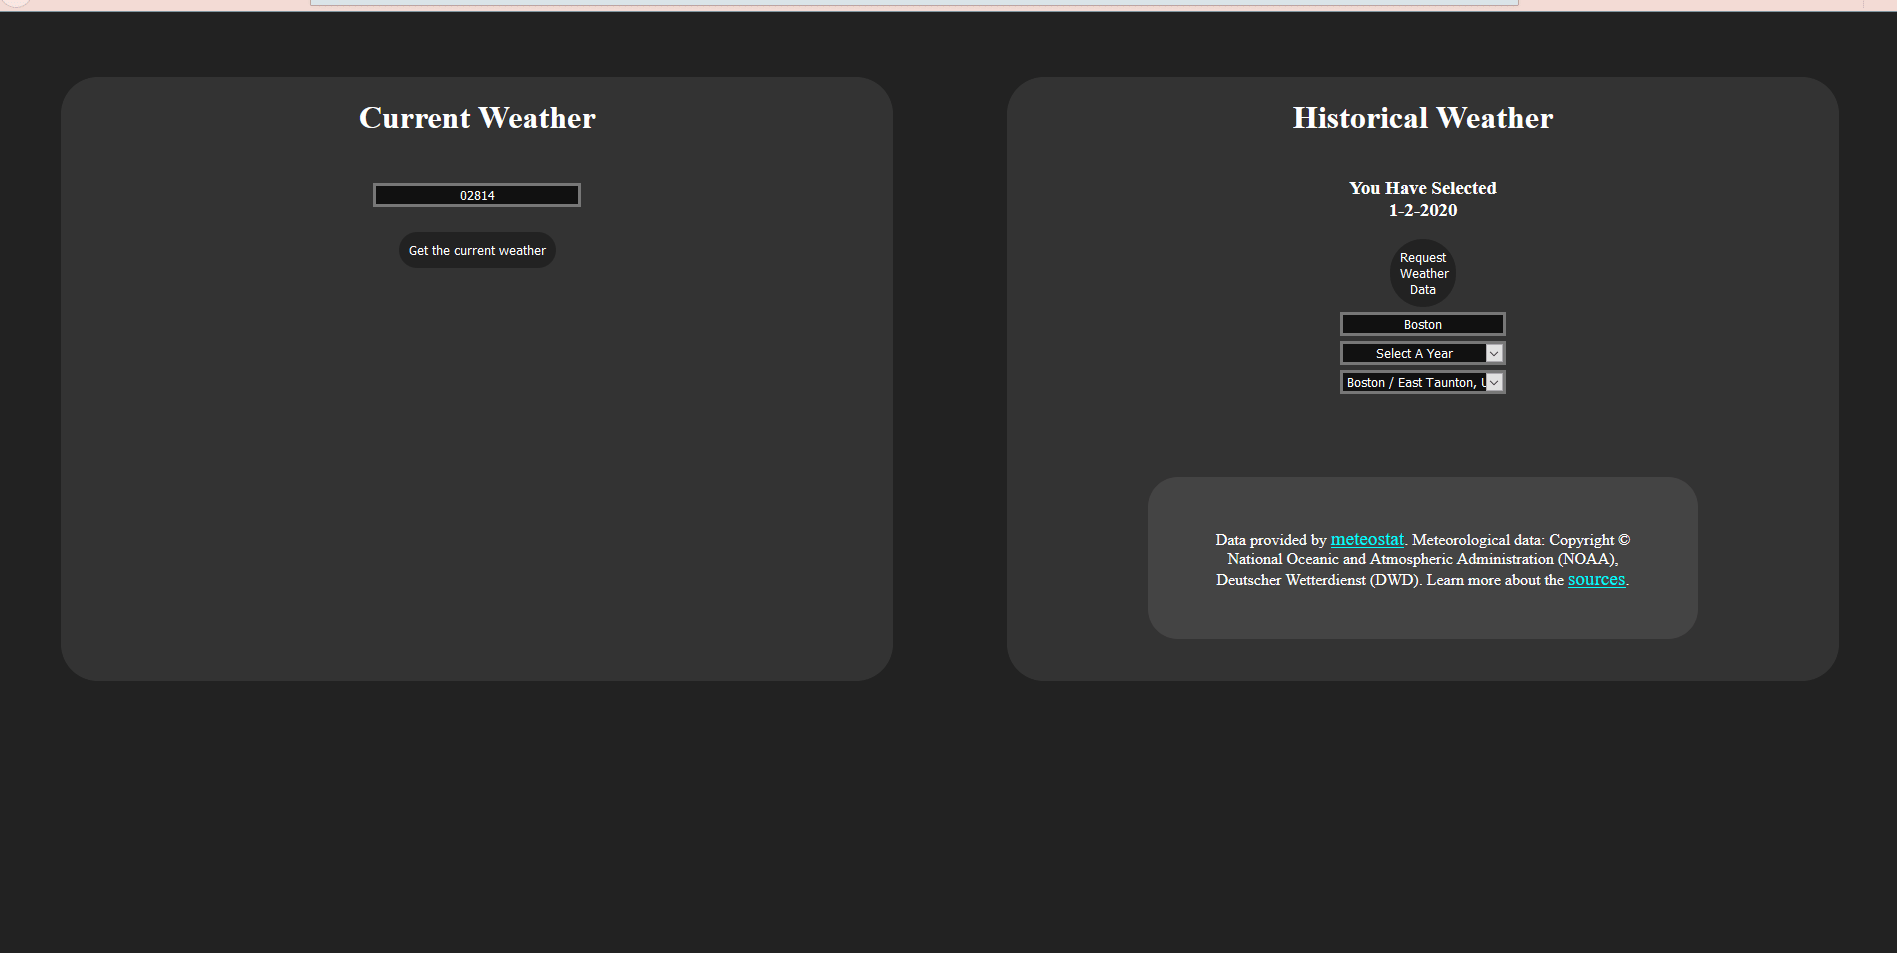 Current Weather
02814
Get the current weather
Historical Weather
You Have Selected
1-2-2020
Request
Weather
Data
Boston
Select A Year
Boston / East Taunton, U
Data provided by meteostat. Meteorological data: Copyright ©
National Oceanic and Atmospheric Administration (NOAA),
Deutscher Wetterdienst (DWD). Learn more about the sources.